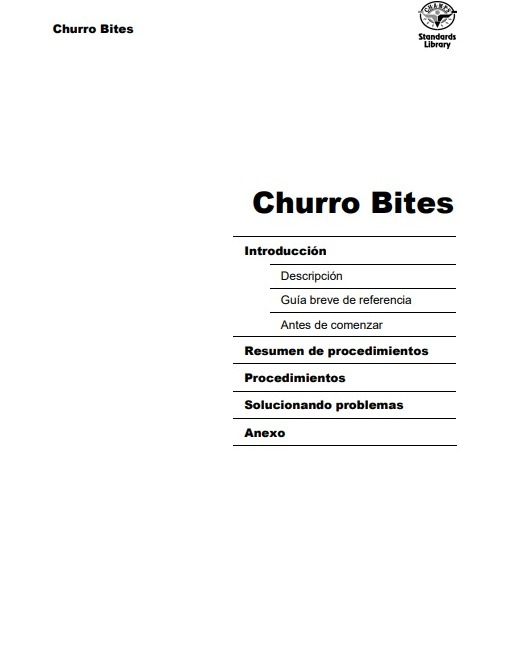 Churro Bites
CHAMPS
Standards
Library
Churro Bites
Introducción
Descripción
Guía breve de referencia
Antes de comenzar
Resumen de procedimientos
Procedimientos
Solucionando problemas
Anexo